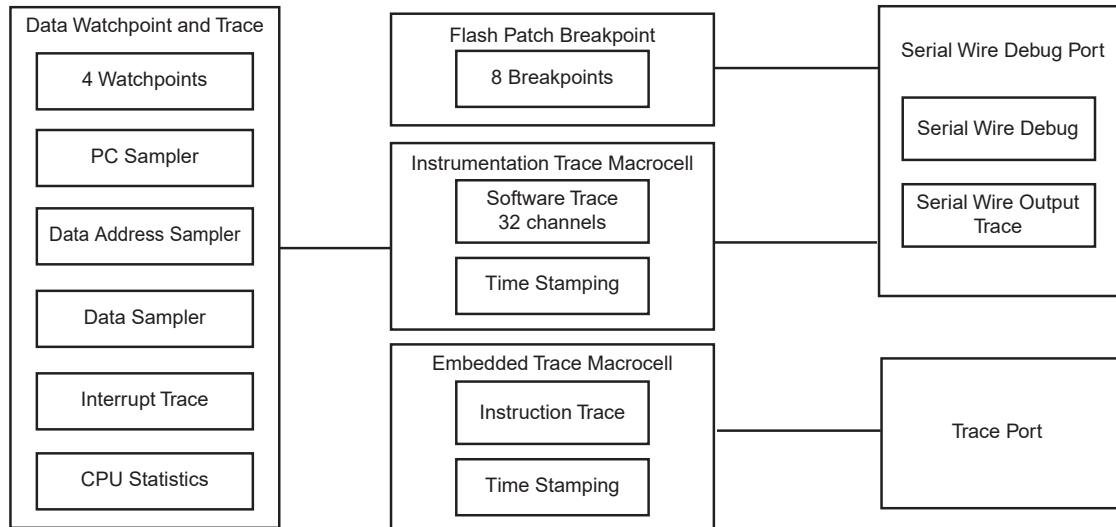 Data Watchpoint and Trace
4 Watchpoints
PC Sampler
Data Address Sampler
Data Sampler
Interrupt Trace
CPU Statistics
Flash Patch Breakpoint
8 Breakpoints
Instrumentation Trace Macrocell
Software Trace
32 channels
Time Stamping
Embedded Trace Macrocell
Instruction Trace
Time Stamping
Serial Wire Debug Port
Serial Wire Debug
Serial Wire Output
Trace
Trace Port